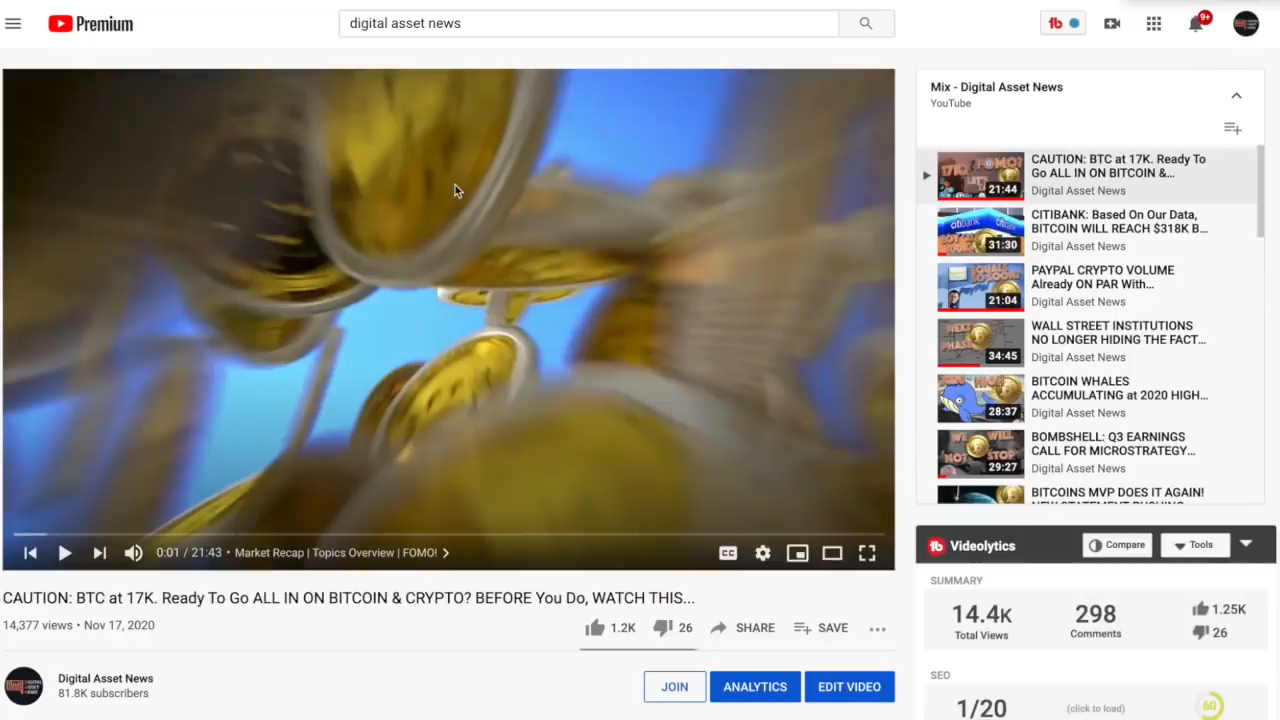 Premium
digital asset news
tb
9+
Mix - Digital Asset News
YouTube
CAUTION: BTC at 17K. Ready To
Go ALL IN ON BITCOIN &...
21:44
Digital Asset News
CITIBANK: Based On Our Data,
BITCOIN WILL REACH $318K B...
31:30
Digital Asset News
PAYPAL CRYPTO VOLUME
Already ON PAR With...
21:04
Digital Asset News
WALL STREET INSTITUTIONS
NO LONGER HIDING THE FACT...
34:45
Digital Asset News
BITCOIN WHALES
ACCUMULATING at 2020 HIGH...
28:37
Digital Asset News
BOMBSHELL: Q3 EARNINGS
CALL FOR MICROSTRATEGY...
29:27
Digital Asset News
BITCOINS MVP DOES IT AGAIN!
0:01 / 21:43 • Market Recap | Topics Overview | FOMO!
CC
CAUTION: BTC at 17K. Ready To Go ALL IN ON BITCOIN & CRYPTO? BEFORE You Do, WATCH THIS...
14,377 views • Nov 17, 2020
1.2K 26 SHARE SAVE
Digital Asset News
81.8K subscribers
JOIN ANALYTICS EDIT VIDEO
tb Videolytics Compare Tools
SUMMARY
14.4K 298 1.25K
Total Views Comments 26
SEO
1/20 (click to load) 60